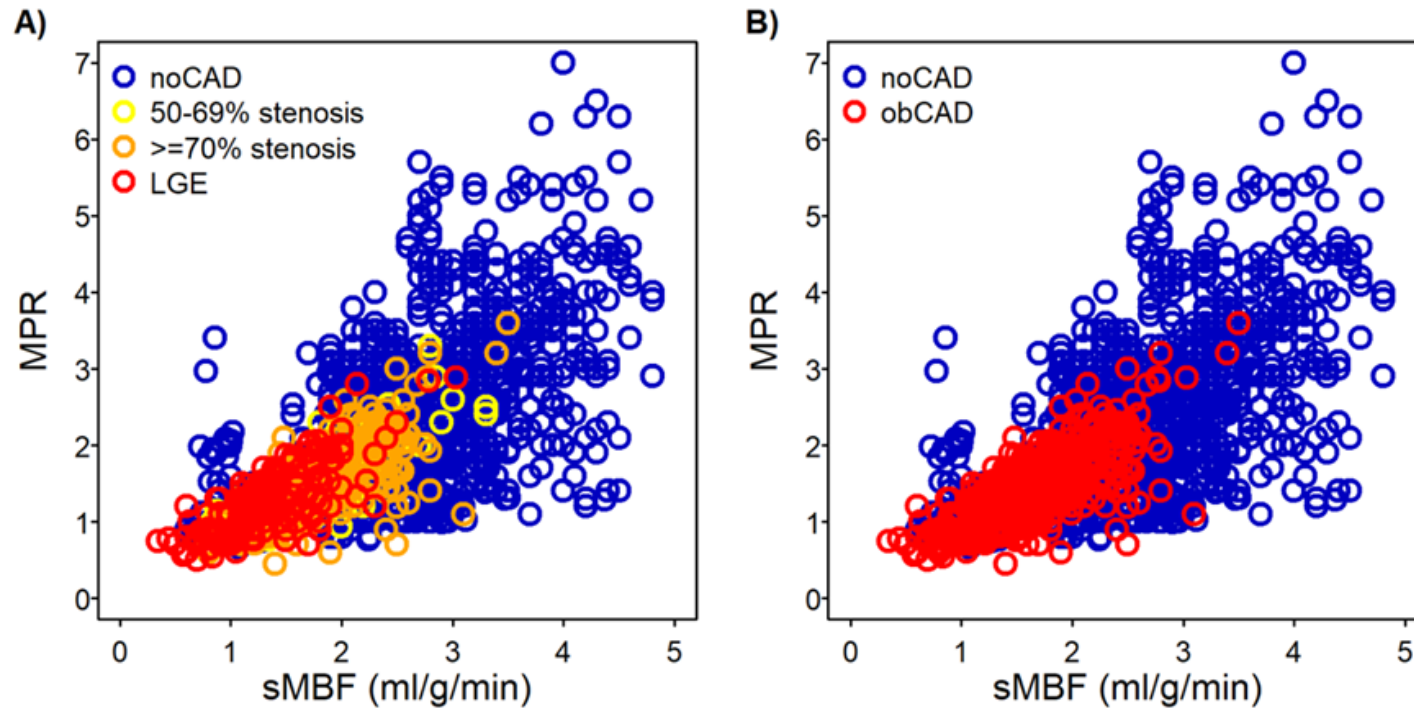 A)
noCAD
50-69% stenosis
>=70% stenosis
LGE
MPR
7
6
5
4
3
2
1
0
0 1 2 3 4 5
sMBF (ml/g/min)
B)
noCAD
obCAD
MPR
7
6
5
4
3
2
1
0
0 1 2 3 4 5
sMBF (ml/g/min)